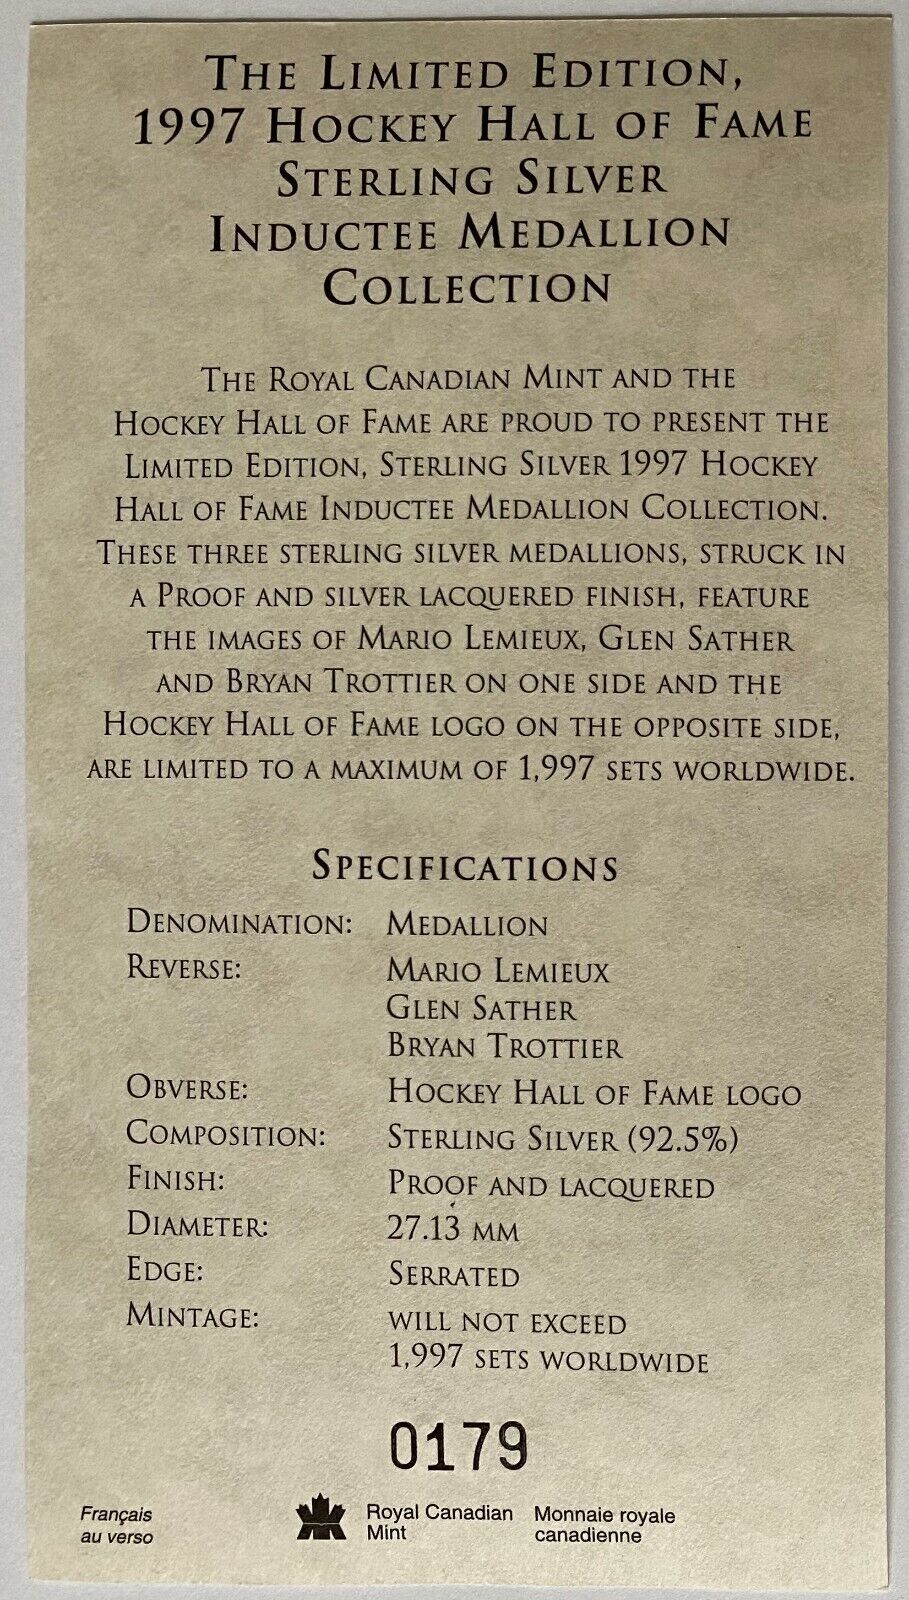 The Limited Edition,
1997 Hockey Hall of Fame
Sterling Silver
Inductee Medallion
Collection
The Royal Canadian Mint and the
Hockey Hall of Fame are proud to present the
Limited Edition, Sterling Silver 1997 Hockey
Hall of Fame Inductee Medallion Collection.
These three sterling silver medallions, struck in
a Proof and silver lacquered finish, feature
the images of Mario Lemieux, Glen Sather
and Bryan Trottier on one side and the
Hockey Hall of Fame logo on the opposite side,
are limited to a maximum of 1,997 sets worldwide.
Specifications
Denomination: Medallion
Reverse: Mario Lemieux
Glen Sather
Bryan Trottier
Obverse: Hockey Hall of Fame logo
Composition: Sterling Silver (92.5%)
Finish: Proof and lacquered
Diameter: 27.13 mm
Edge: Serrated
Mintage: will not exceed
1,997 sets worldwide
0179
Français
au verso
Royal Canadian
Mint
Monnaie royale
canadienne